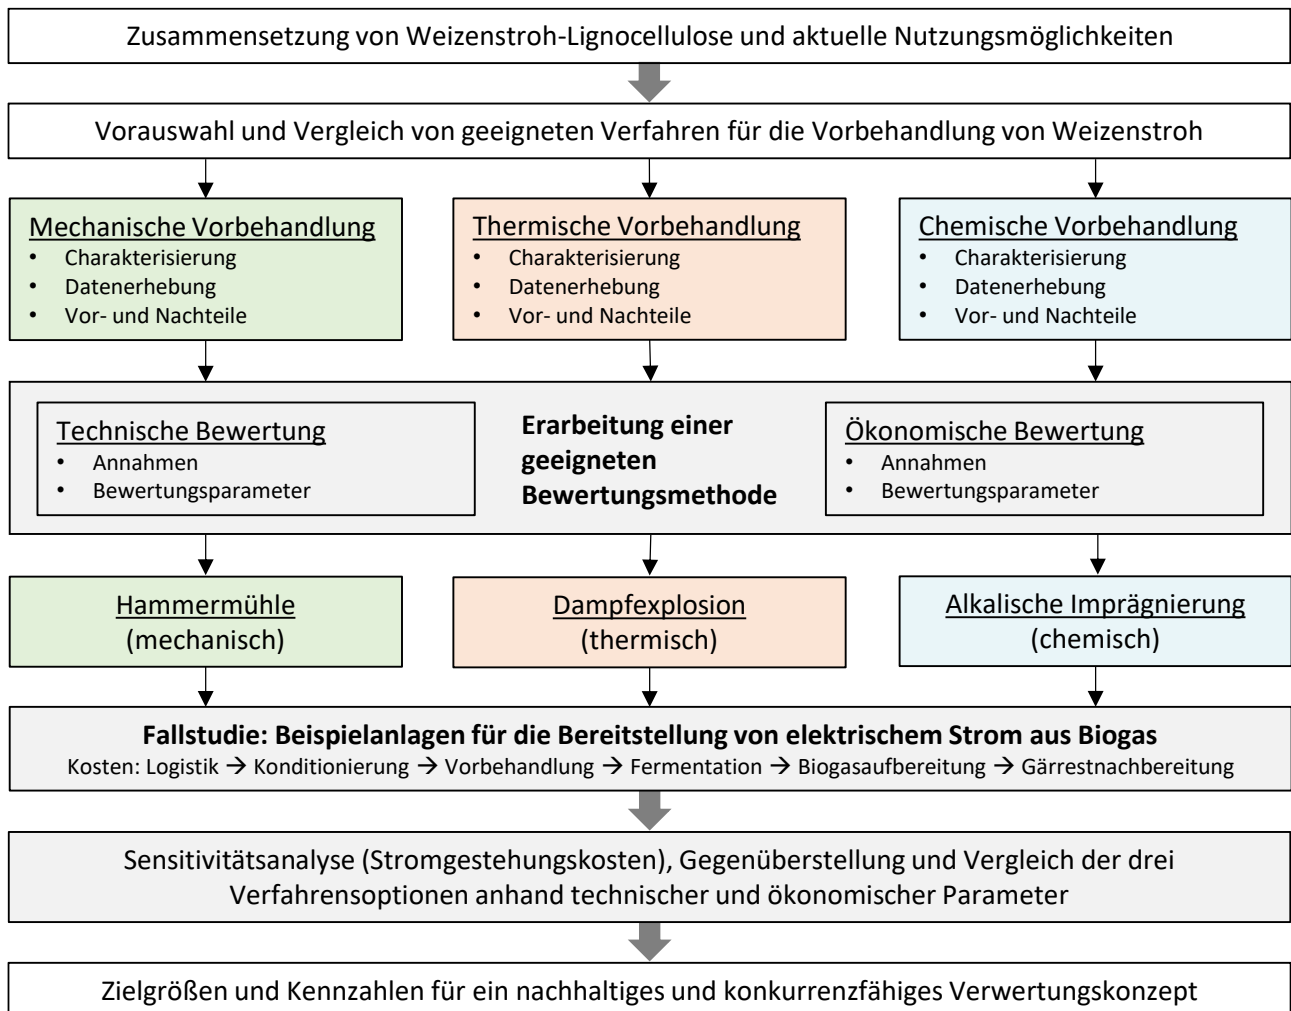 Zusammensetzung von Weizenstroh-Lignocellulose und aktuelle Nutzungsmöglichkeiten
Vorauswahl und Vergleich von geeigneten Verfahren für die Vorbehandlung von Weizenstroh
Mechanische Vorbehandlung
• Charakterisierung
• Datenerhebung
• Vor- und Nachteile
Thermische Vorbehandlung
• Charakterisierung
• Datenerhebung
• Vor- und Nachteile
Chemische Vorbehandlung
• Charakterisierung
• Datenerhebung
• Vor- und Nachteile
Technische Bewertung
• Annahmen
• Bewertungsparameter
Erarbeitung einer
geeigneten
Bewertungsmethode
Ökonomische Bewertung
• Annahmen
• Bewertungsparameter
Hammermühle
(mechanisch)
Dampfexplosion
(thermisch)
Alkalische Imprägnierung
(chemisch)
Fallstudie: Beispielanlagen für die Bereitstellung von elektrischem Strom aus Biogas
Kosten: Logistik → Konditionierung → Vorbehandlung → Fermentation → Biogasaufbereitung → Gärrestnachbereitung
Sensitivitätsanalyse (Stromgestehungskosten), Gegenüberstellung und Vergleich der drei
Verfahrensoptionen anhand technischer und ökonomischer Parameter
Zielgrößen und Kennzahlen für ein nachhaltiges und konkurrenzfähiges Verwertungskonzept